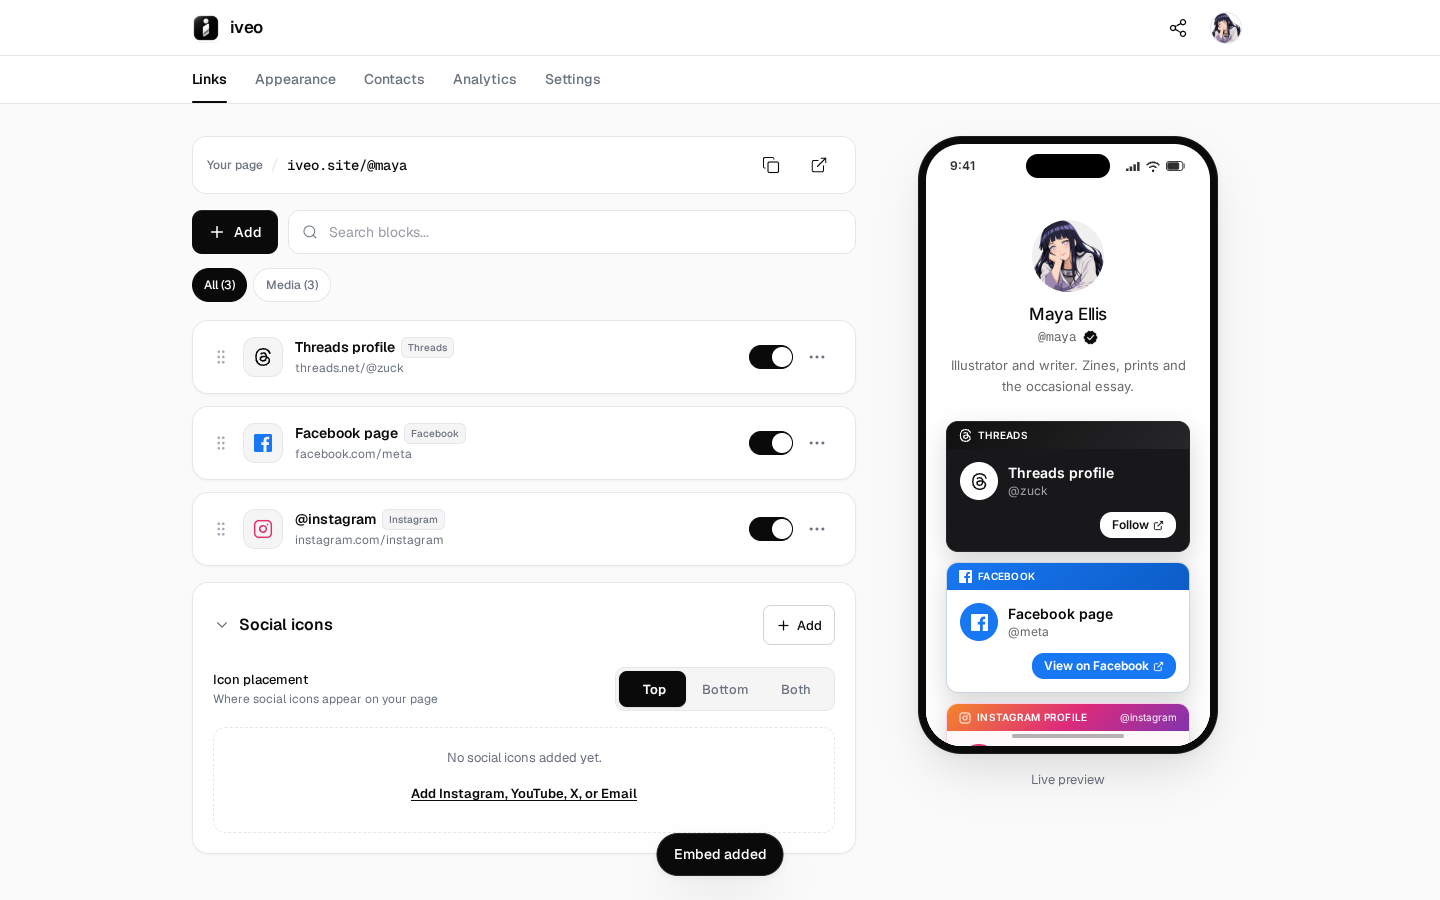 iveo
Links Appearance Contacts Analytics Settings
Your page / iveo.site/@maya
Add
Search blocks...
All (3) Media (3)
Threads profile Threads
threads.net/@zuck
Facebook page Facebook
facebook.com/meta
@instagram Instagram
instagram.com/instagram
Social icons
Add
Icon placement
Where social icons appear on your page
Top Bottom Both
No social icons added yet.
Add Instagram, YouTube, X, or Email
Embed added
9:41
Maya Ellis
@maya
Illustrator and writer. Zines, prints and
the occasional essay.
THREADS
Threads profile
@zuck
Follow
FACEBOOK
Facebook page
@meta
View on Facebook
INSTAGRAM PROFILE @instagram
Live preview